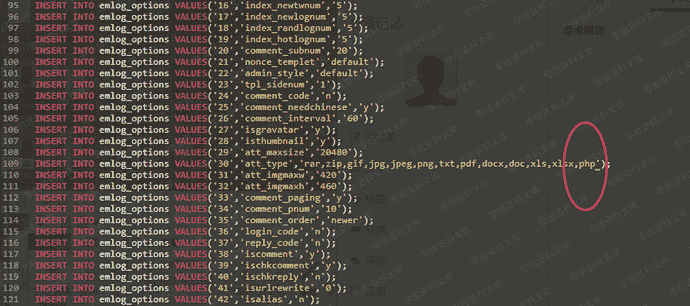 95 INSERT INTO emlog_options VALUES('16','index_newtwnum','5');
96 INSERT INTO emlog_options VALUES('17','index_newlognum','5');
97 INSERT INTO emlog_options VALUES('18','index_randlognum','5');
98 INSERT INTO emlog_options VALUES('19','index_hotlognum','5');
99 INSERT INTO emlog_options VALUES('20','comment_subnum','20');
100 INSERT INTO emlog_options VALUES('21','nonce_templet','default');
101 INSERT INTO emlog_options VALUES('22','admin_style','default');
102 INSERT INTO emlog_options VALUES('23','tpl_sidenum','1');
103 INSERT INTO emlog_options VALUES('24','comment_code','n');
104 INSERT INTO emlog_options VALUES('25','comment_needchinese','y');
105 INSERT INTO emlog_options VALUES('26','comment_interval','60');
106 INSERT INTO emlog_options VALUES('27','isgravatar','y');
107 INSERT INTO emlog_options VALUES('28','isthumbnail','y');
108 INSERT INTO emlog_options VALUES('29','att_maxsize','20480');
109 INSERT INTO emlog_options VALUES('30','att_type','rar,zip,gif,jpg,jpeg,png,txt,pdf,docx,doc,xls,xlsx,php_');
110 INSERT INTO emlog_options VALUES('31','att_imgmaxw','420');
111 INSERT INTO emlog_options VALUES('32','att_imgmaxh','460');
112 INSERT INTO emlog_options VALUES('33','comment_paging','y');
113 INSERT INTO emlog_options VALUES('34','comment_pnum','10');
114 INSERT INTO emlog_options VALUES('35','comment_order','newer');
115 INSERT INTO emlog_options VALUES('36','login_code','n');
116 INSERT INTO emlog_options VALUES('37','reply_code','n');
117 INSERT INTO emlog_options VALUES('38','iscomment','y');
118 INSERT INTO emlog_options VALUES('39','ischkcomment','y');
119 INSERT INTO emlog_options VALUES('40','ischkreply','n');
120 INSERT INTO emlog_options VALUES('41','isurlrewrite','0');
121 INSERT INTO emlog_options VALUES('42','isalias','n');